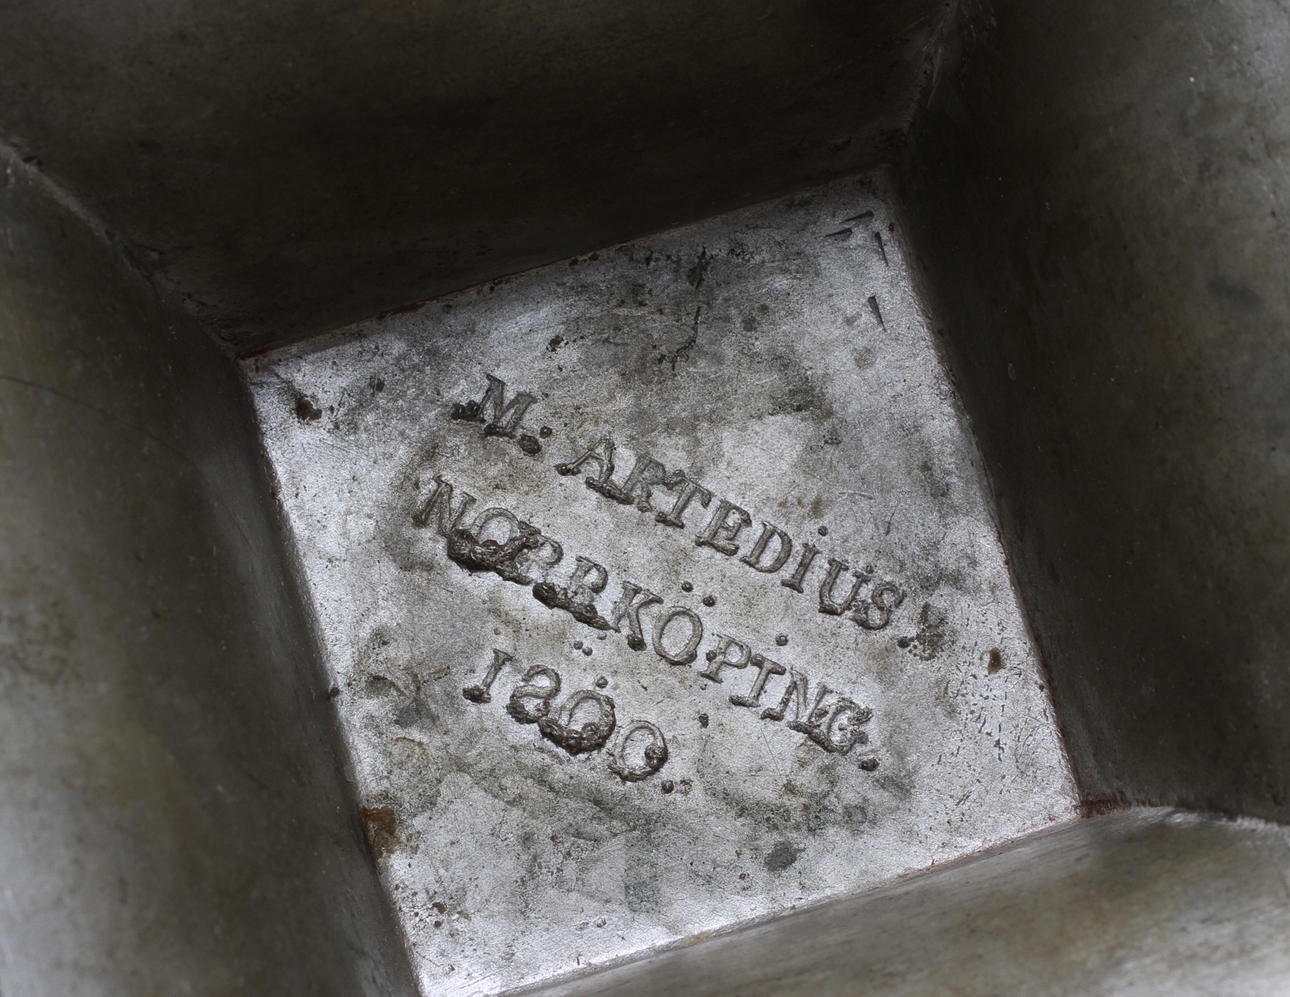 M. ARTEDIUS.
NORRKÖPING.
1800.